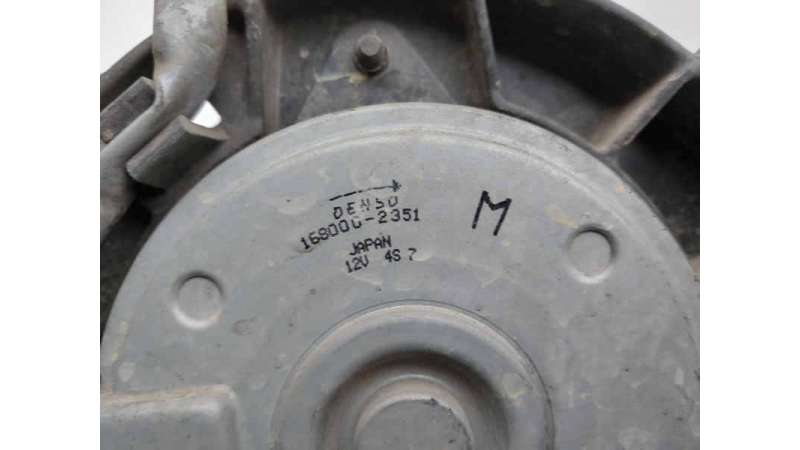 DENSO
168000-2351
JAPAN
12V 4S 7
M